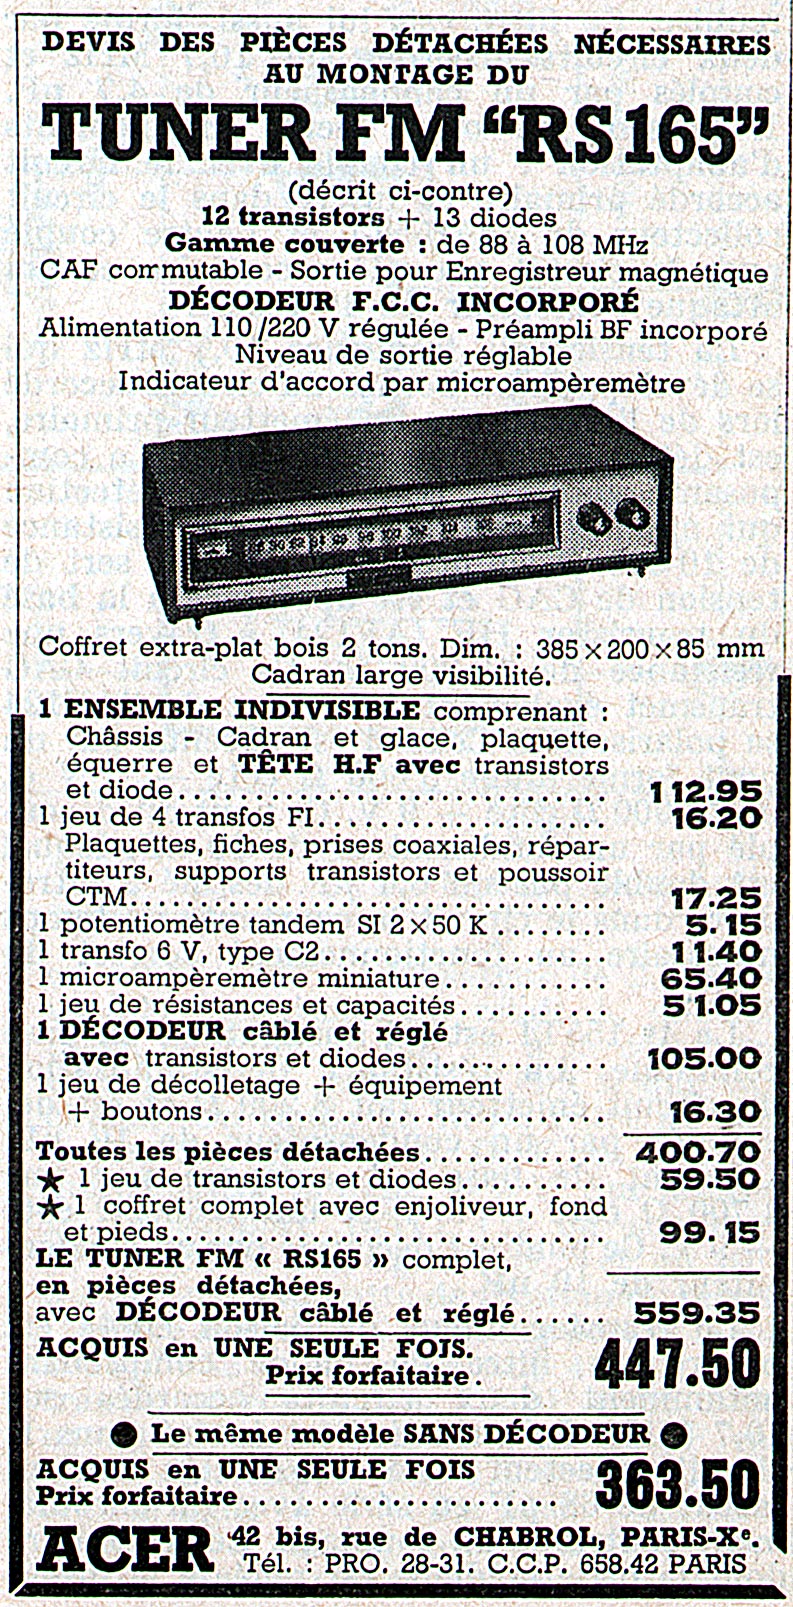 DEVIS DES PIÈCES DÉTACHÉES NÉCESSAIRES
AU MONTAGE DU
TUNER FM “RS 165”
(décrit ci-contre)
12 transistors + 13 diodes
Gamme couverte : de 88 à 108 MHz
CAF commutable - Sortie pour Enregistreur magnétique
DÉCODEUR F.C.C. INCORPORÉ
Alimentation 110/220 V régulée - Préampli BF incorporé
Niveau de sortie réglable
Indicateur d'accord par microampèremètre
Coffret extra-plat bois 2 tons. Dim. : 385 × 200 × 85 mm
Cadran large visibilité.
1 ENSEMBLE INDIVISIBLE comprenant :
Châssis - Cadran et glace, plaquette,
équerre et TÊTE H.F avec transistors
et diode.................................... 112.95
1 jeu de 4 transfos FI...................... 16.20
Plaquettes, fiches, prises coaxiales, répar-
titeurs, supports transistors et poussoir
CTM........................................ 17.25
1 potentiomètre tandem SI 2 × 50 K ........ 5.15
1 transfo 6 V, type C2..................... 11.40
1 microampèremètre miniature........... 65.40
1 jeu de résistances et capacités.......... 51.05
1 DÉCODEUR câblé et réglé
avec transistors et diodes................ 105.00
1 jeu de décolletage + équipement
+ boutons................................. 16.30
Toutes les pièces détachées............. 400.70
★ 1 jeu de transistors et diodes.......... 59.50
★ 1 coffret complet avec enjoliveur, fond
et pieds................................... 99.15
LE TUNER FM « RS165 » complet,
en pièces détachées,
avec DÉCODEUR câblé et réglé...... 559.35
ACQUIS en UNE SEULE FOIS.
Prix forfaitaire. 447.50
● Le même modèle SANS DÉCODEUR ●
ACQUIS en UNE SEULE FOIS
Prix forfaitaire....................... 363.50
ACER 42 bis, rue de CHABROL, PARIS-Xe.
Tél. : PRO. 28-31. C.C.P. 658.42 PARIS